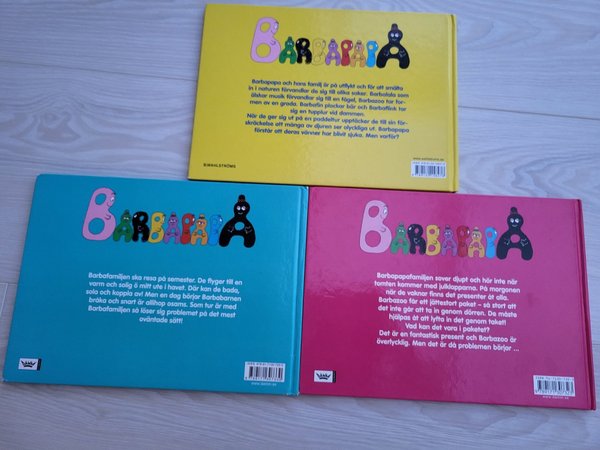 BARBAPAPA
Barbapapa och hans familj är på utflykt och för att smälta
in i naturen förvandlar de sig till olika saker. Barbalala som
älskar musik förvandlar sig till en fågel, Barbazoo tar for-
men av en groda. Barbafin plockar bär och Barbaflink tar
sig en tupplur vid dammen.
När de ger sig ut på en paddeltur upptäcker de till sin för-
skräckelse att många av djuren ser olyckliga ut. Barbapapa
förstår att deras vänner har blivit sjuka. Men varför?
B.WAHLSTRÖMS
BARBAPAPA
Barbafamiljen ska resa på semester. De flyger till en
varm och solig ö mitt ute i havet. Där kan de bada,
sola och koppla av! Men en dag börjar Barbabarnen
bråka och snart är allihop osams. Som tur är med
Barbafamiljen så löser sig problemet på det mest
oväntade sätt!
BARBAPAPA
Barbapapafamiljen sover djupt och hör inte när
tomten kommer med julklapparna. På morgonen
när de vaknar finns det presenter åt alla.
Barbazoo får ett jättestort paket – så stort att
det inte går att ta in genom dörren. De måste
hjälpas åt att lyfta in det genom taket!
Vad kan det vara i paketet?
Det är en fantastisk present och Barbazoo är
överlycklig. Men det är då problemen börjar ...